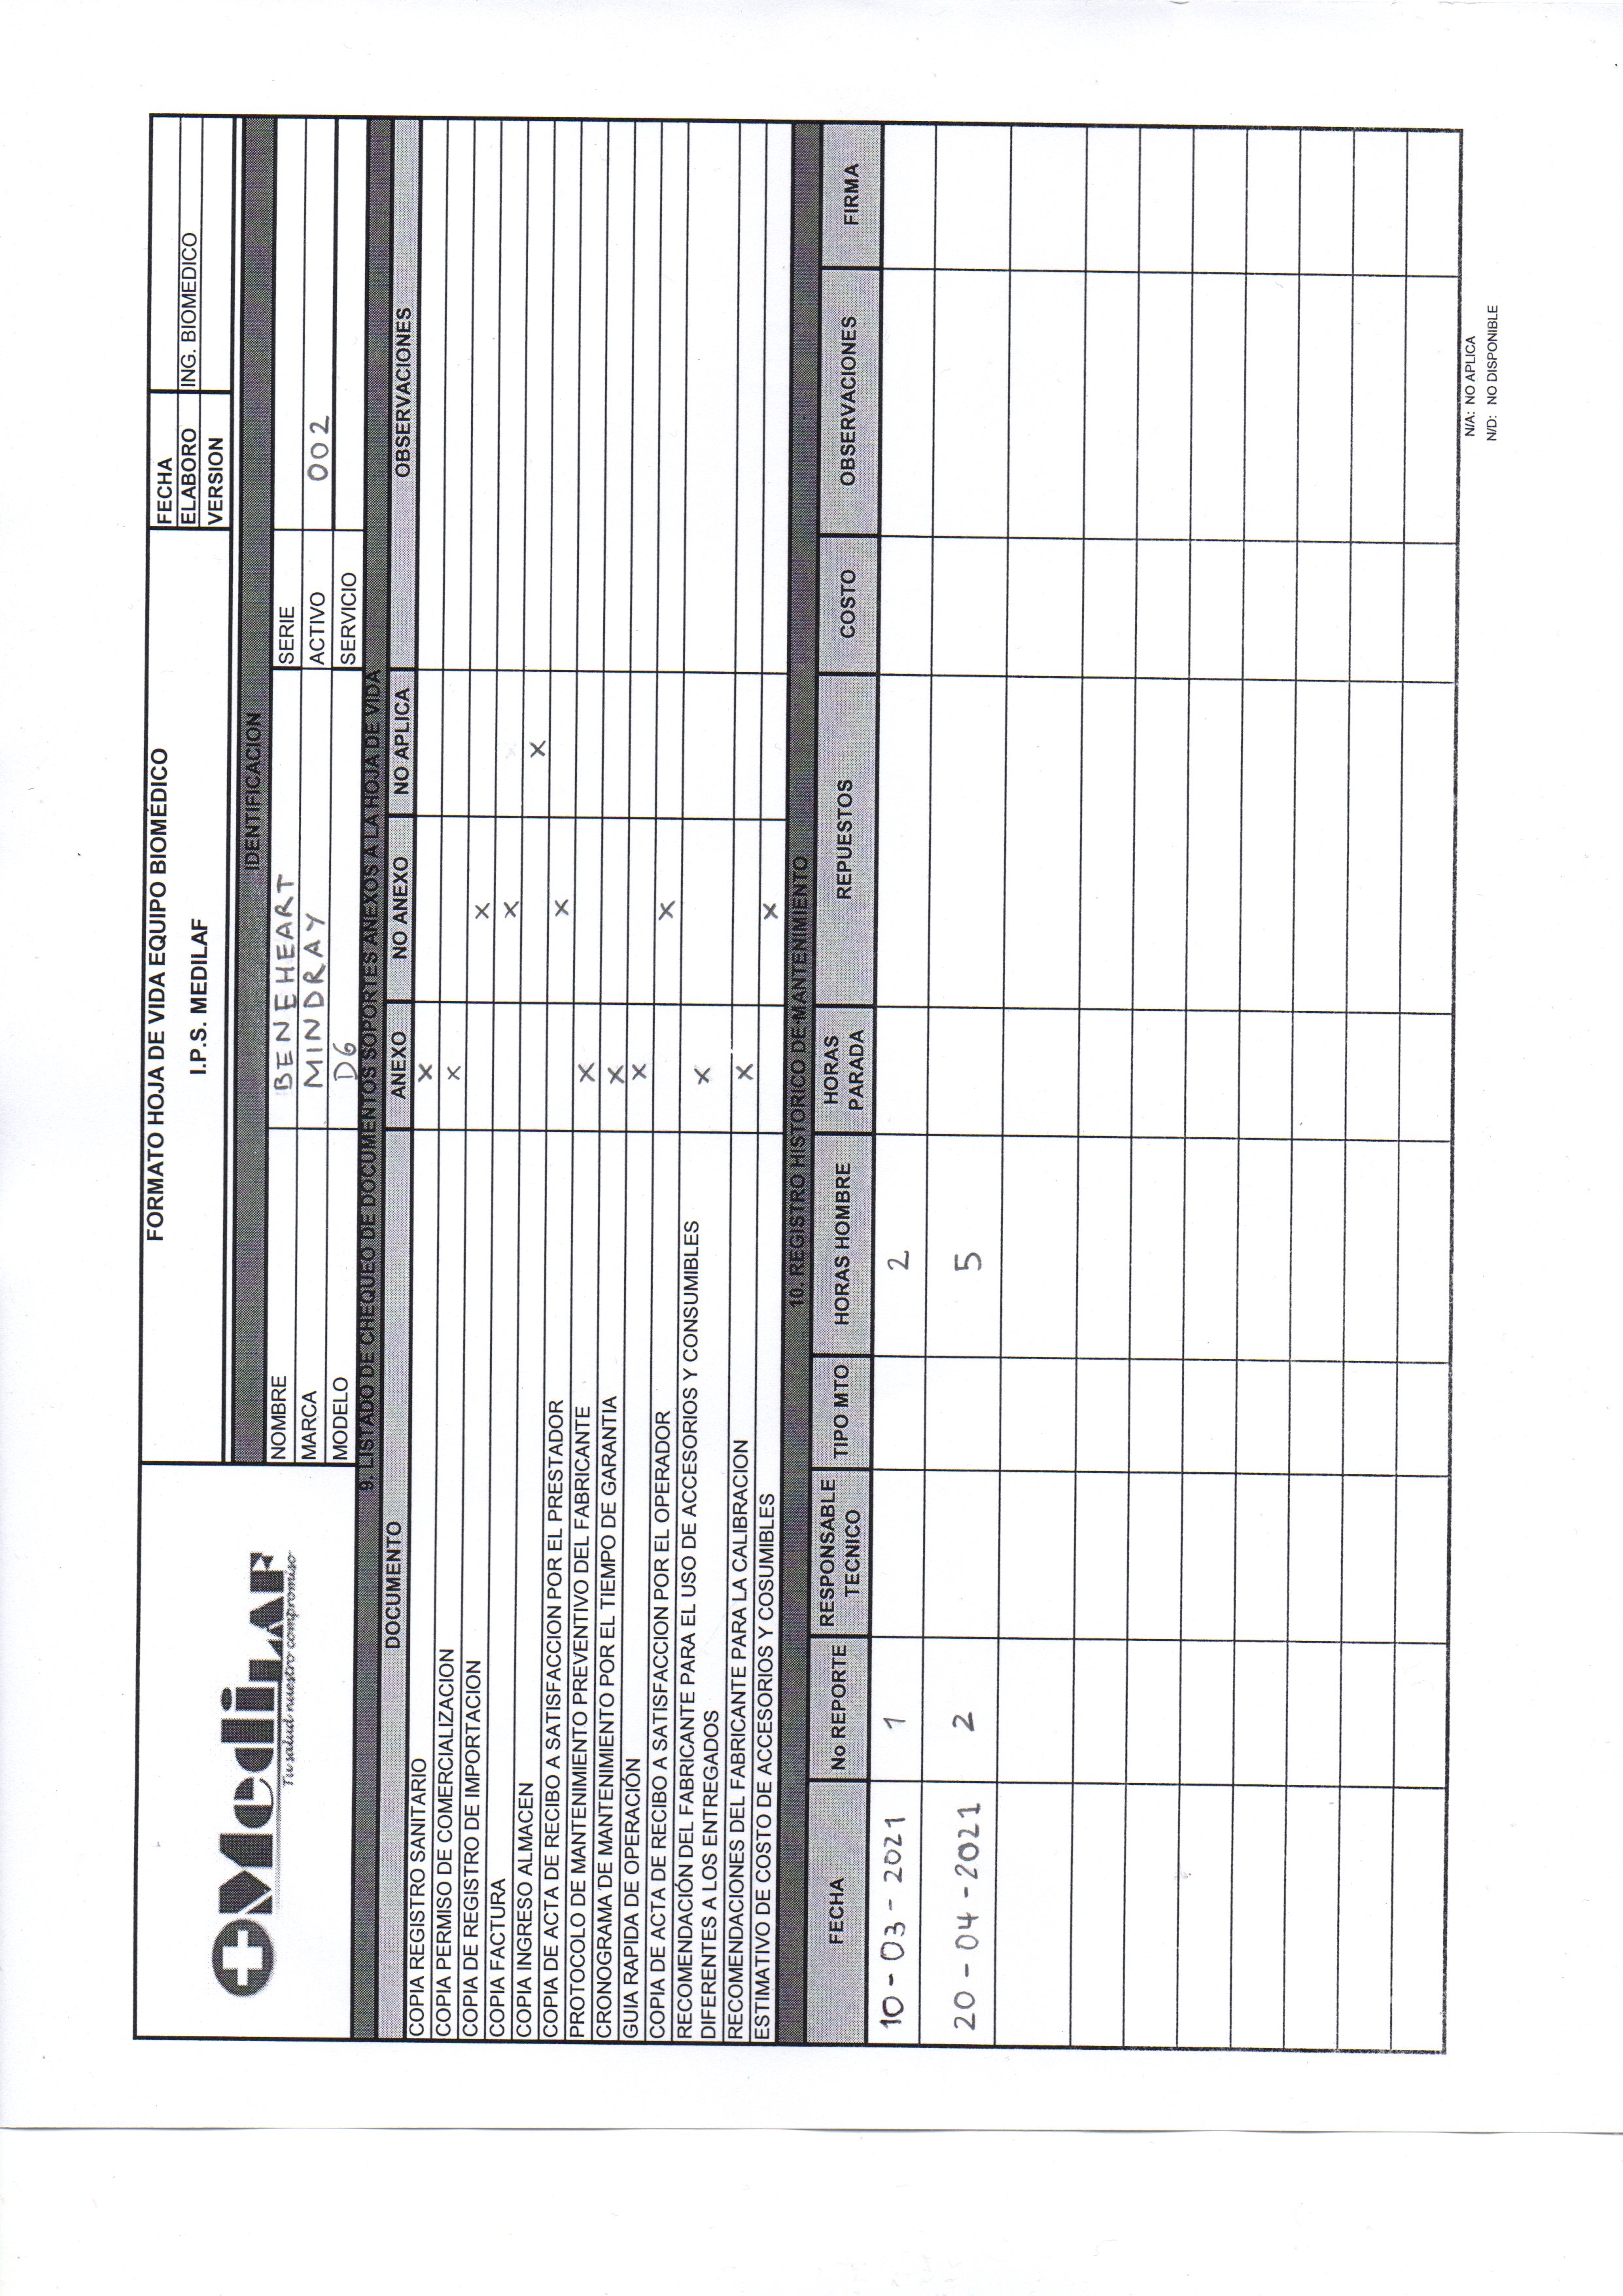 MediLAF
Tu salud nuestro compromiso
FORMATO HOJA DE VIDA EQUIPO BIOMÉDICO
I.P.S. MEDILAF
FECHA
ELABORO ING. BIOMEDICO
VERSION
IDENTIFICACION
NOMBRE BENEHEART SERIE
MARCA MINDRAY ACTIVO 002
MODELO D6 SERVICIO
9. LISTADO DE CHEQUEO DE DOCUMENTOS SOPORTES ANEXOS A LA HOJA DE VIDA
DOCUMENTO ANEXO NO ANEXO NO APLICA OBSERVACIONES
COPIA REGISTRO SANITARIO X
COPIA PERMISO DE COMERCIALIZACION X
COPIA DE REGISTRO DE IMPORTACION X
COPIA FACTURA X
COPIA INGRESO ALMACEN X
COPIA DE ACTA DE RECIBO A SATISFACCION POR EL PRESTADOR X
PROTOCOLO DE MANTENIMIENTO PREVENTIVO DEL FABRICANTE X
CRONOGRAMA DE MANTENIMIENTO POR EL TIEMPO DE GARANTIA X
GUIA RAPIDA DE OPERACIÓN X
COPIA DE ACTA DE RECIBO A SATISFACCION POR EL OPERADOR X
RECOMENDACIÓN DEL FABRICANTE PARA EL USO DE ACCESORIOS Y CONSUMIBLES
DIFERENTES A LOS ENTREGADOS X
RECOMENDACIONES DEL FABRICANTE PARA LA CALIBRACION X
ESTIMATIVO DE COSTO DE ACCESORIOS Y COSUMIBLES X
10. REGISTRO HISTORICO DE MANTENIMIENTO
FECHA No REPORTE RESPONSABLE TECNICO TIPO MTO HORAS HOMBRE HORAS PARADA REPUESTOS COSTO OBSERVACIONES FIRMA
10-03-2021 1 2
20-04-2021 2 5
N/A: NO APLICA
N/D: NO DISPONIBLE